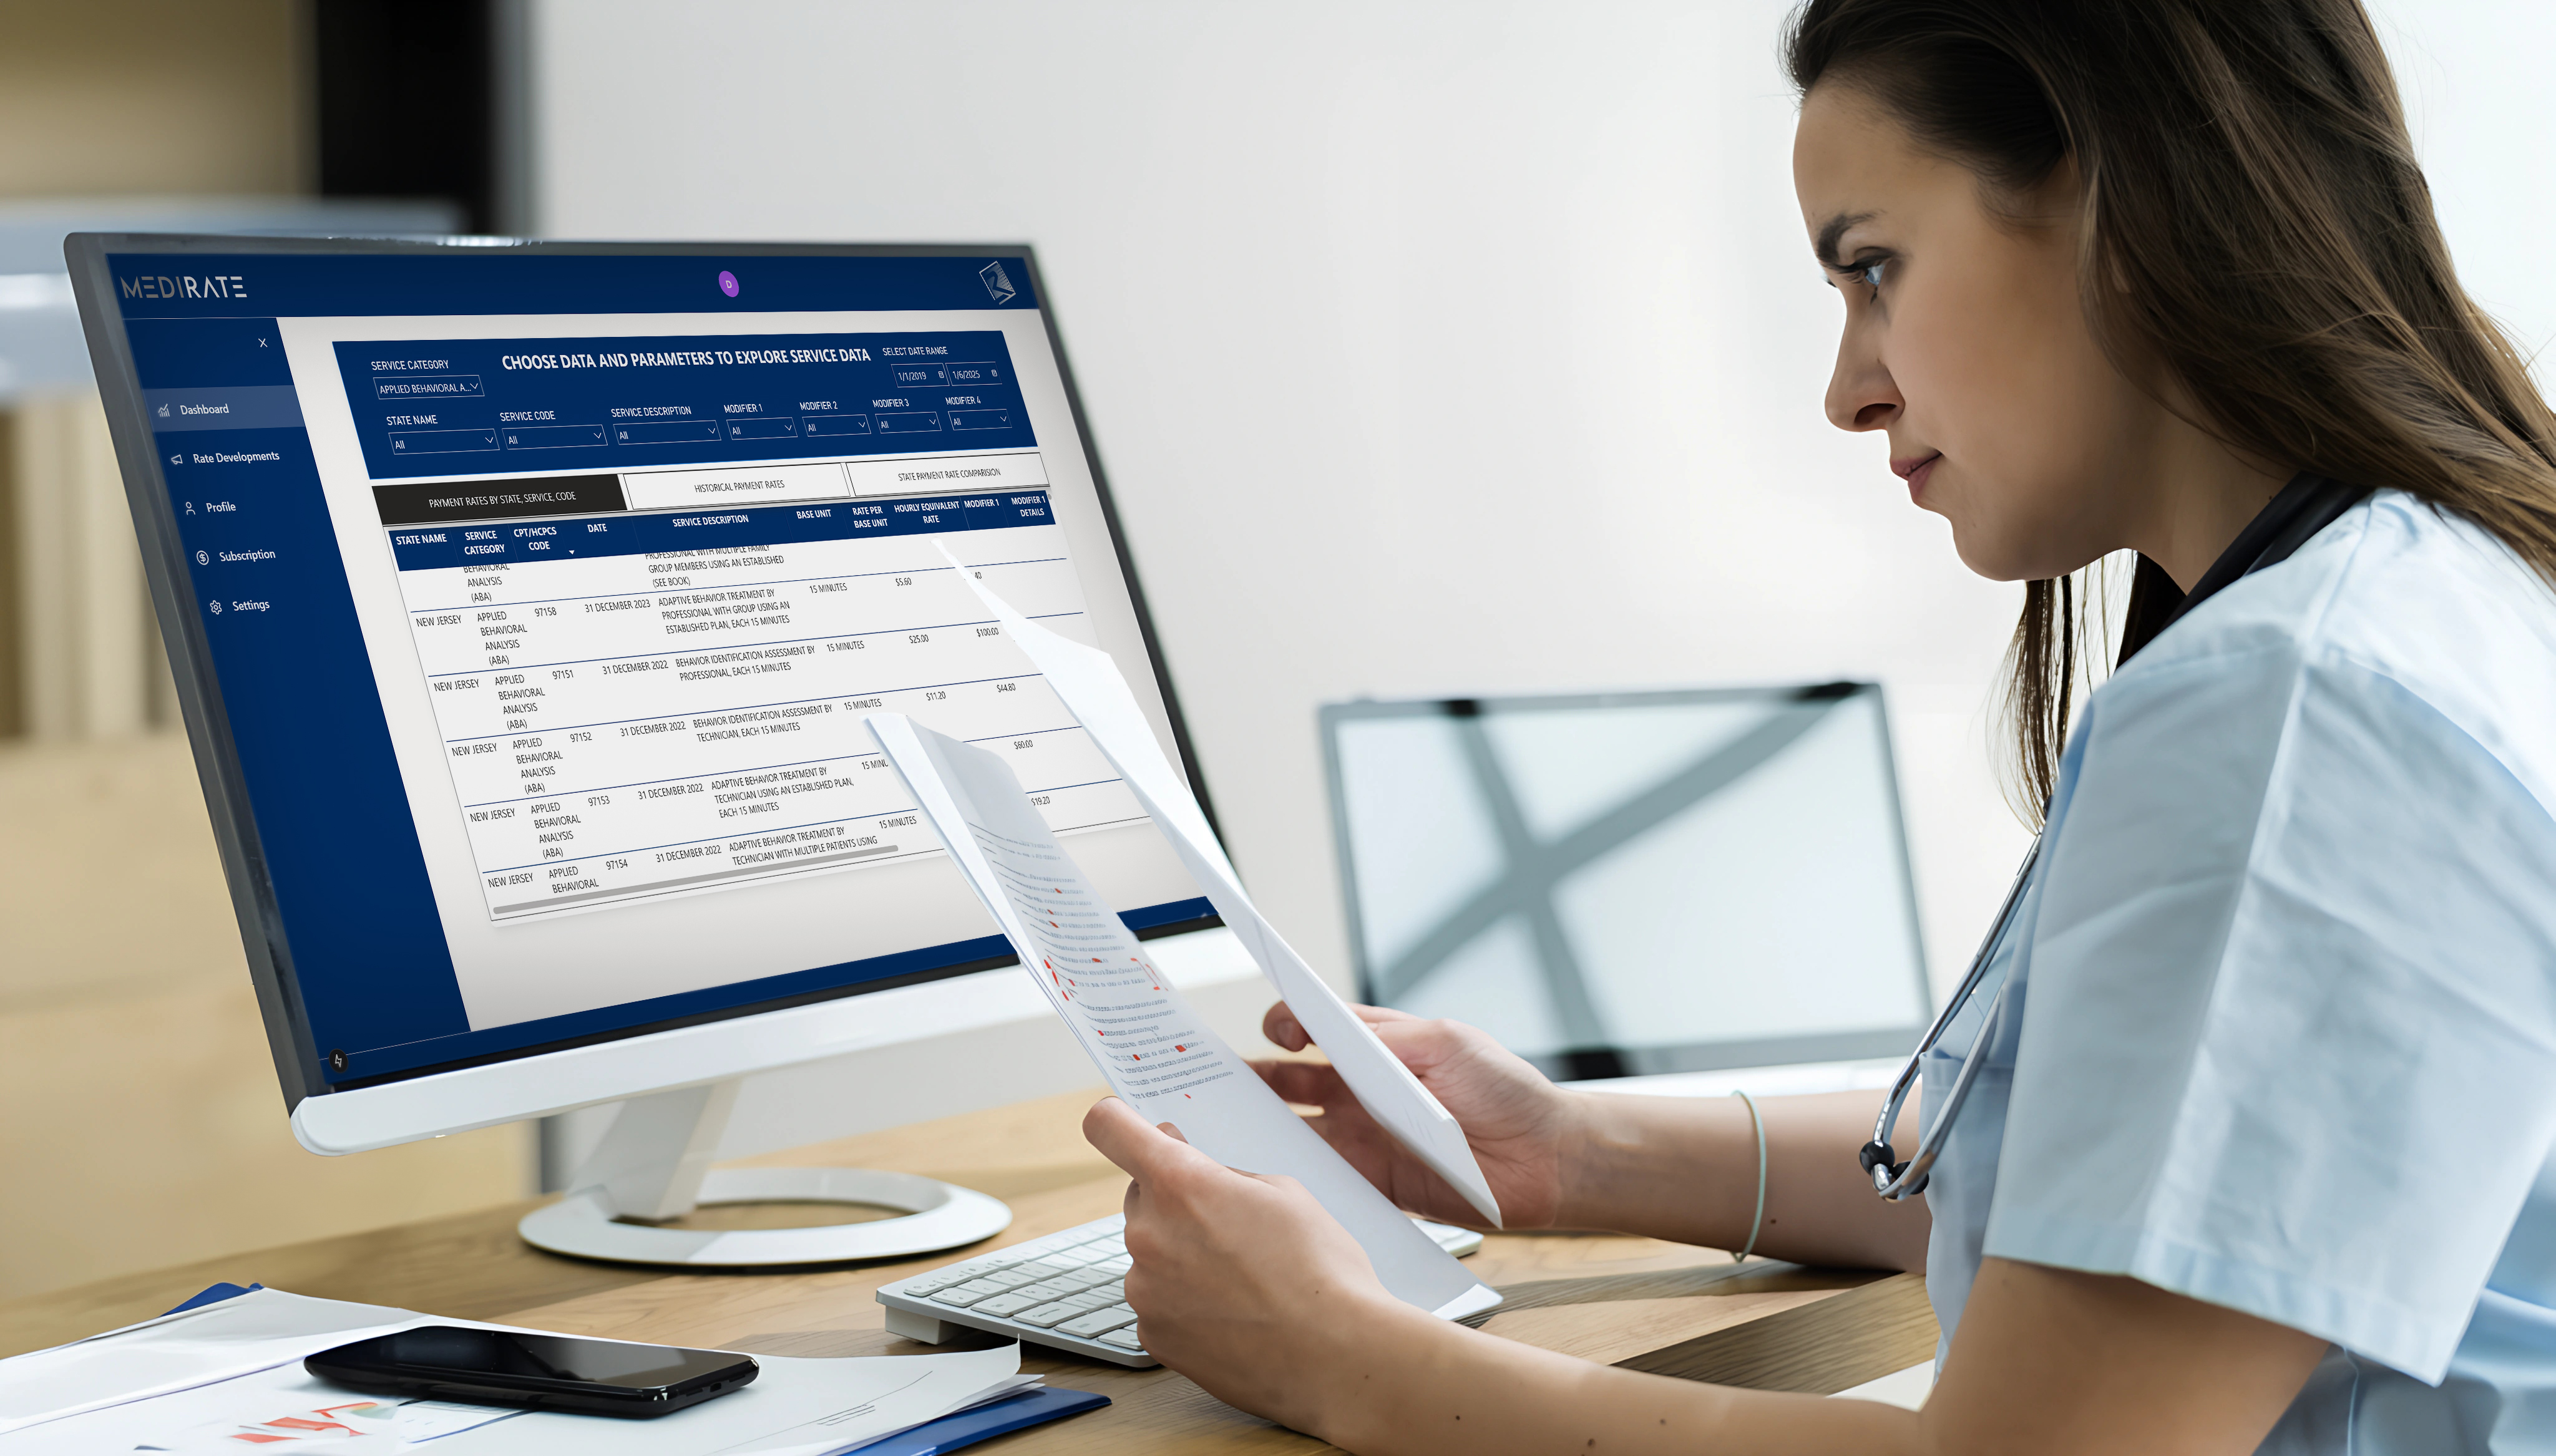 MEDIRATE
D
Dashboard
Rate Developments
Profile
Subscription
Settings
CHOOSE DATA AND PARAMETERS TO EXPLORE SERVICE DATA
SERVICE CATEGORY
APPLIED BEHAVIORAL A...
SELECT DATE RANGE
1/1/2019 1/6/2025
STATE NAME SERVICE CODE SERVICE DESCRIPTION MODIFIER 1 MODIFIER 2 MODIFIER 3 MODIFIER 4
All All All All All All All
PAYMENT RATES BY STATE, SERVICE, CODE HISTORICAL PAYMENT RATES STATE PAYMENT RATE COMPARISION
STATE NAME SERVICE CPT/HCPCS DATE SERVICE DESCRIPTION BASE UNIT RATE PER HOURLY EQUIVALENT MODIFIER 1 MODIFIER 1
CATEGORY CODE BASE UNIT RATE DETAILS
BEHAVIORAL PROFESSIONAL WITH MULTIPLE FAMILY
ANALYSIS GROUP MEMBERS USING AN ESTABLISHED
(ABA) (SEE BOOK)
NEW JERSEY APPLIED 97158 31 DECEMBER 2023 ADAPTIVE BEHAVIOR TREATMENT BY 15 MINUTES $5.60 40
BEHAVIORAL PROFESSIONAL WITH GROUP USING AN
ANALYSIS ESTABLISHED PLAN, EACH 15 MINUTES
(ABA)
NEW JERSEY APPLIED 97151 31 DECEMBER 2022 BEHAVIOR IDENTIFICATION ASSESSMENT BY 15 MINUTES $25.00 $100.00
BEHAVIORAL PROFESSIONAL, EACH 15 MINUTES
ANALYSIS
(ABA)
NEW JERSEY APPLIED 97152 31 DECEMBER 2022 BEHAVIOR IDENTIFICATION ASSESSMENT BY 15 MINUTES $11.20 $44.80
BEHAVIORAL TECHNICIAN, EACH 15 MINUTES
ANALYSIS
(ABA)
NEW JERSEY APPLIED 97153 31 DECEMBER 2022 ADAPTIVE BEHAVIOR TREATMENT BY 15 MINU $60.00
BEHAVIORAL TECHNICIAN USING AN ESTABLISHED PLAN,
ANALYSIS EACH 15 MINUTES
(ABA)
NEW JERSEY APPLIED 97154 31 DECEMBER 2022 ADAPTIVE BEHAVIOR TREATMENT BY 15 MINUTES $19.20
BEHAVIORAL TECHNICIAN WITH MULTIPLE PATIENTS USING